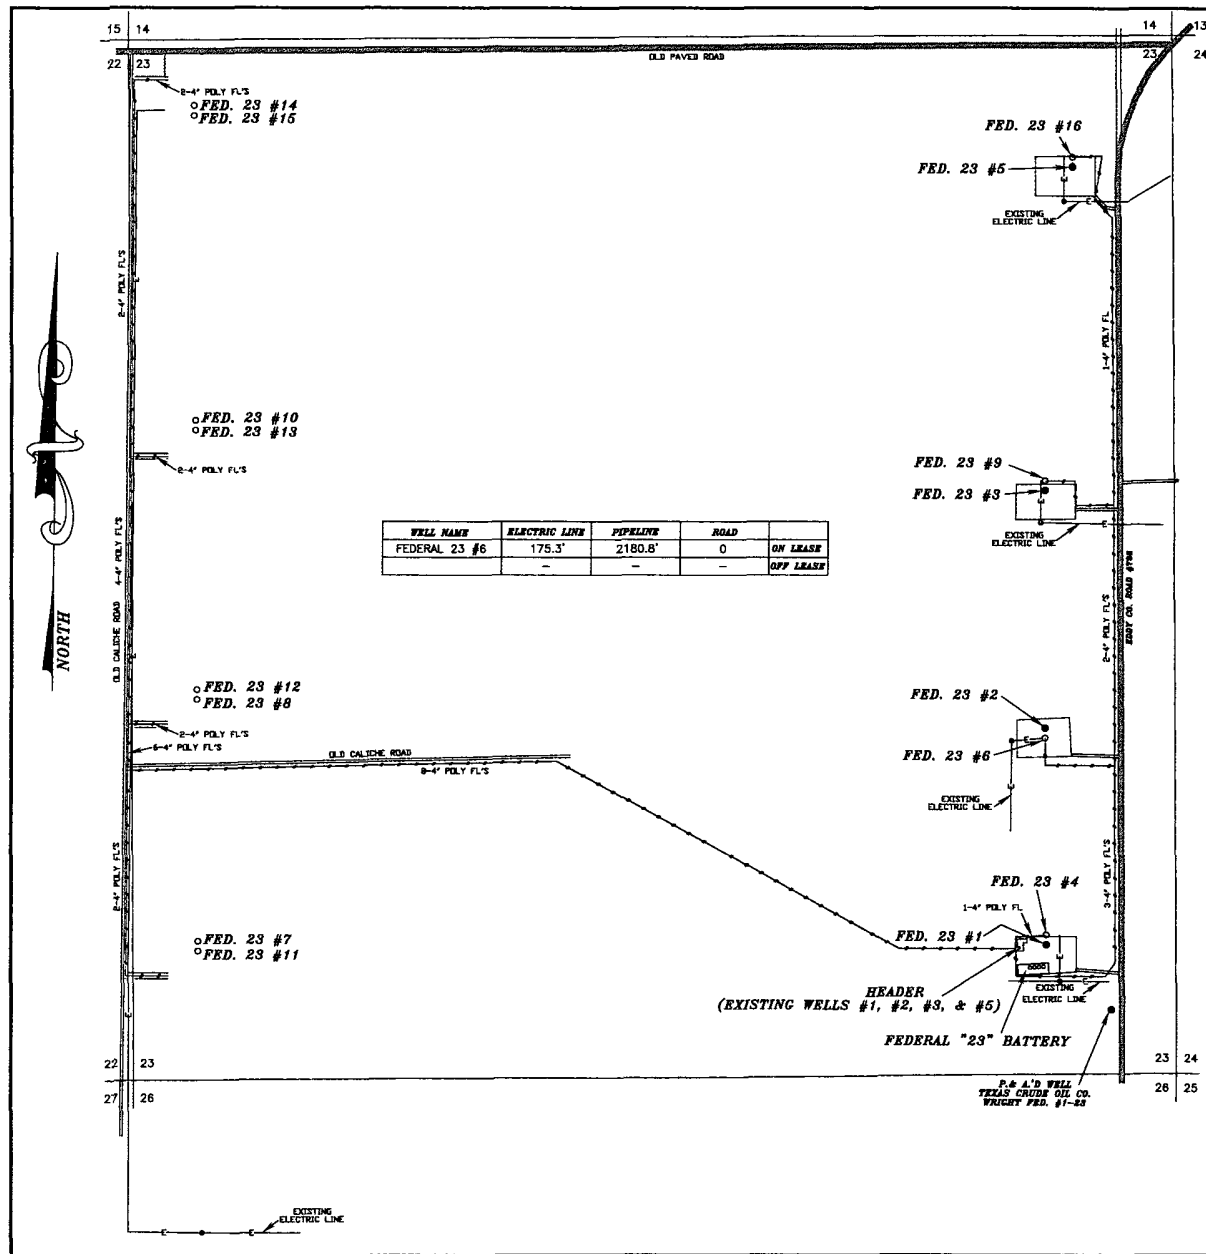 15 14
14 13
22 23
23 24
OLD PAVED ROAD
2-4" POLY FL'S
FED. 23 #14
FED. 23 #15
FED. 23 #16
FED. 23 #5
EXISTING
ELECTRIC LINE
2-4" POLY FL'S
1-4" POLY FL
FED. 23 #10
FED. 23 #13
2-4" POLY FL'S
FED. 23 #9
FED. 23 #3
EXISTING
ELECTRIC LINE
WELL NAME ELECTRIC LINE PIPELINE ROAD
FEDERAL 23 #6 175.3' 2180.8' 0 ON LEASE
- - - OFF LEASE
4-4" POLY FL'S
OLD CALICHE ROAD
NORTH
2-4" POLY FL'S
EDDY CO. ROAD #798
FED. 23 #12
FED. 23 #8
2-4" POLY FL'S
6-4" POLY FL'S
OLD CALICHE ROAD
8-4" POLY FL'S
FED. 23 #2
FED. 23 #6
EXISTING
ELECTRIC LINE
2-4" POLY FL'S
3-4" POLY FL'S
FED. 23 #4
1-4" POLY FL
FED. 23 #1
FED. 23 #7
FED. 23 #11
HEADER
(EXISTING WELLS #1, #2, #3, & #5)
EXISTING
ELECTRIC LINE
FEDERAL "23" BATTERY
22 23
23 24
27 26
26 25
P.& A.'D WELL
TEXAS CRUDE OIL CO.
WRIGHT FED. #1-23
EXISTING
ELECTRIC LINE